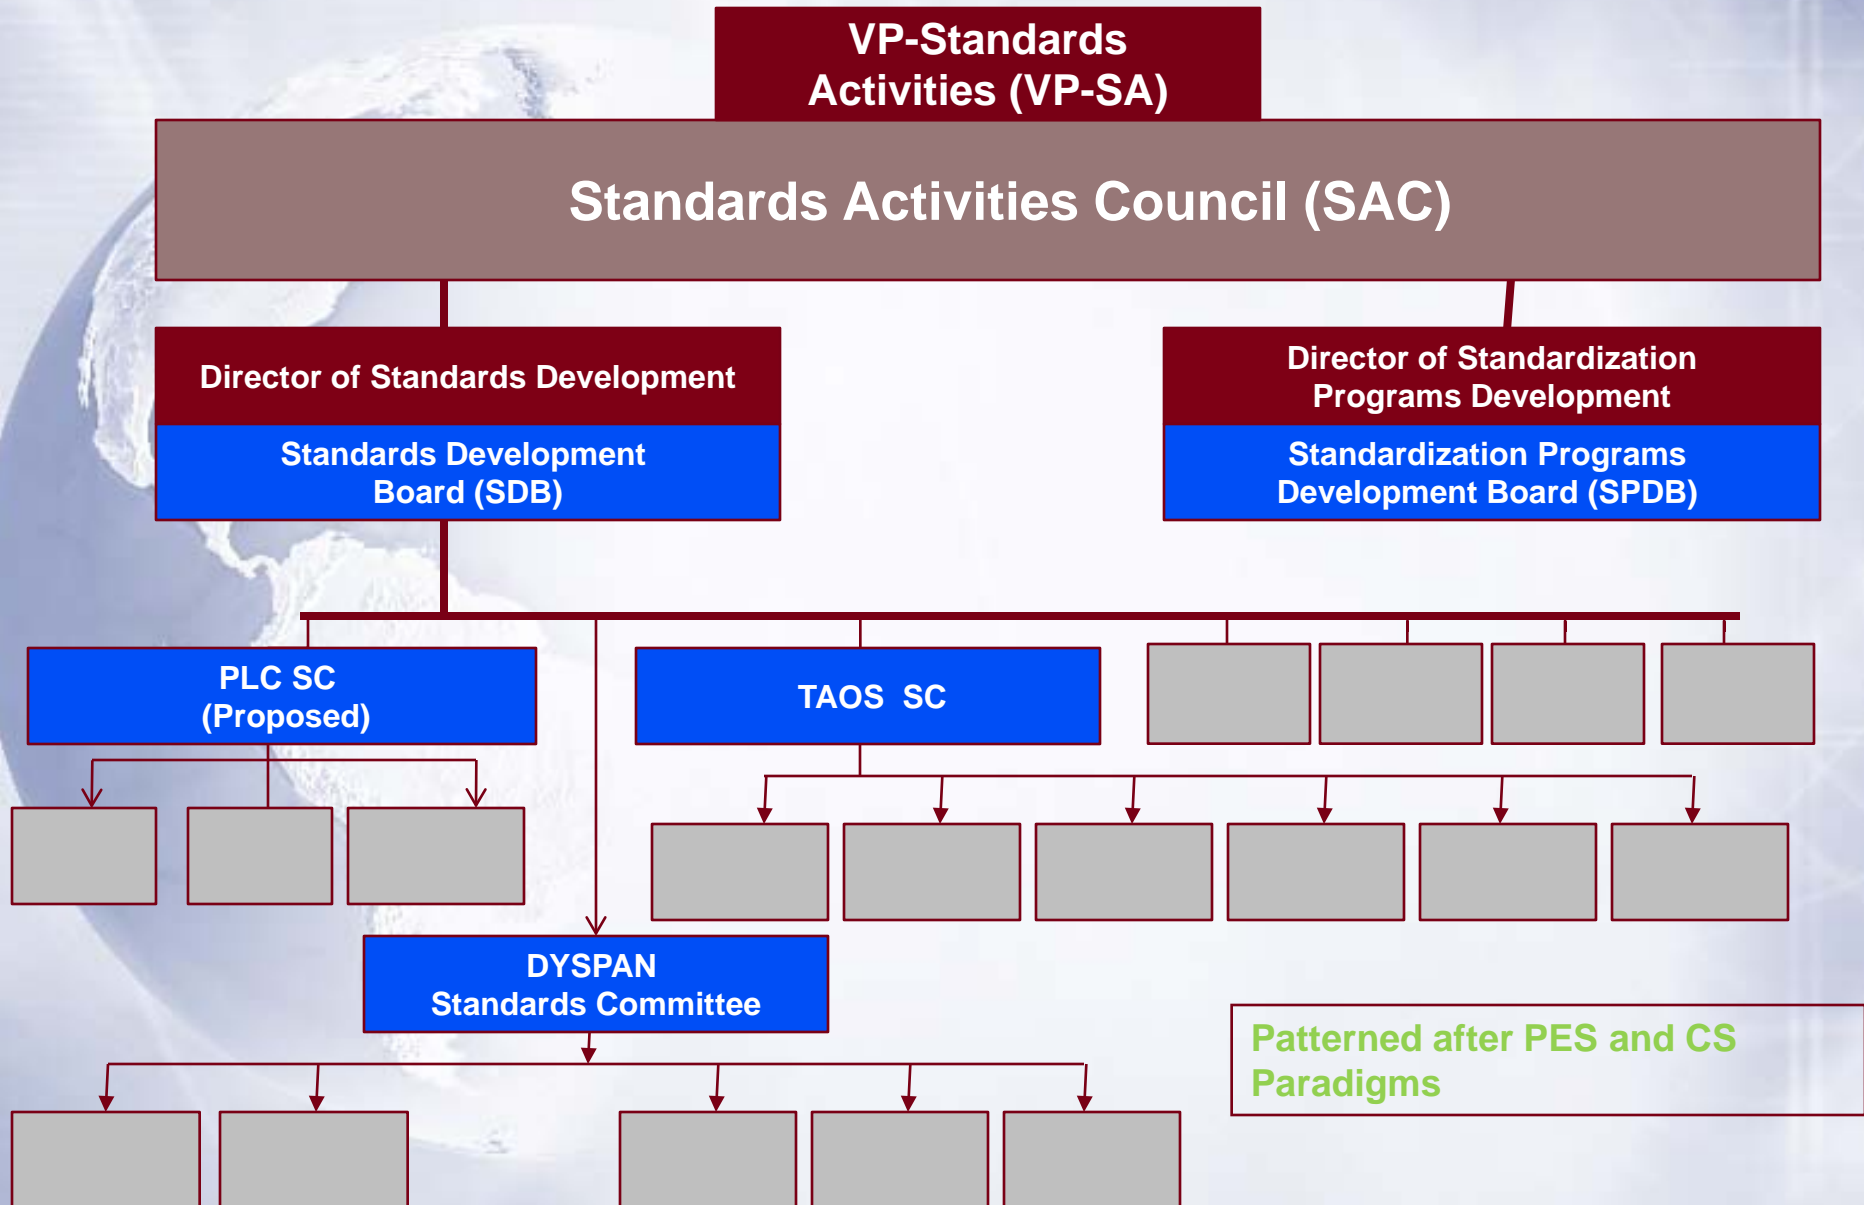 VP-Standards
Activities (VP-SA)
Standards Activities Council (SAC)
Director of Standards Development
Director of Standardization
Programs Development
Standards Development
Board (SDB)
Standardization Programs
Development Board (SPDB)
PLC SC
(Proposed)
TAOS SC
DYSPAN
Standards Committee
Patterned after PES and CS
Paradigms